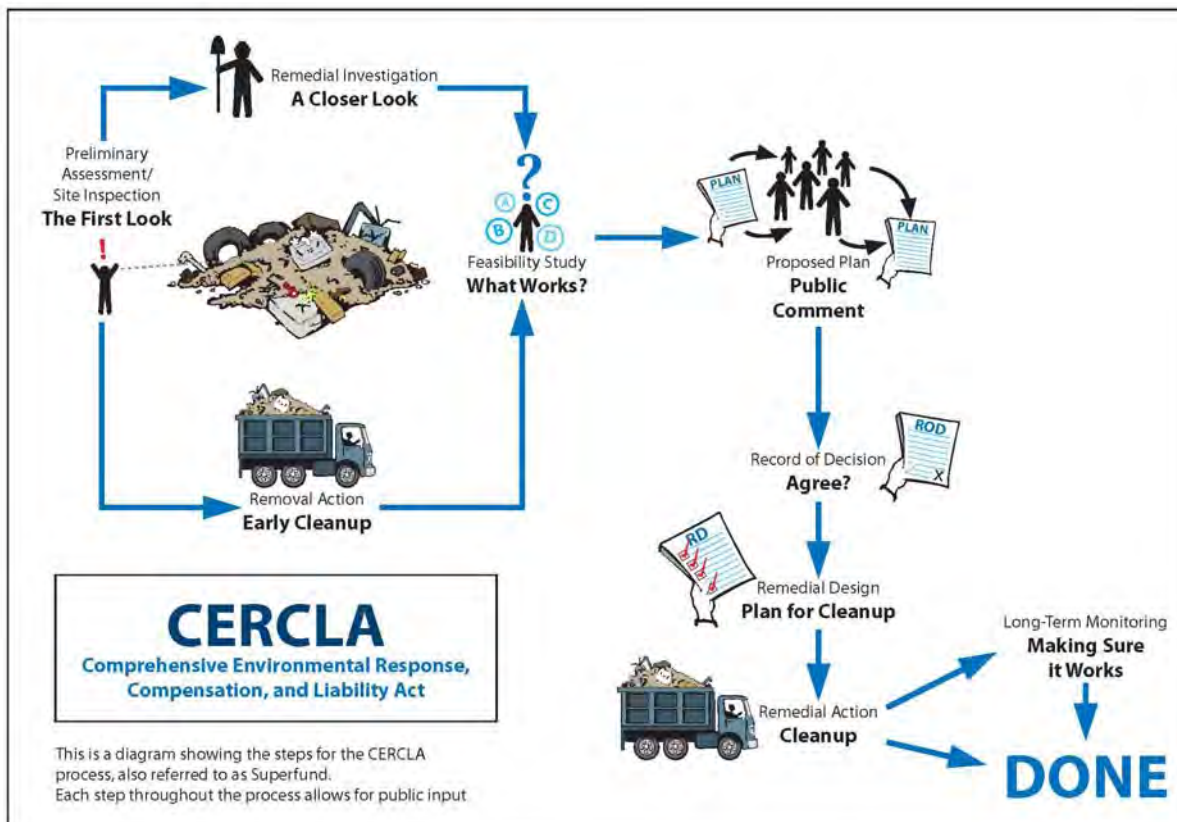 Remedial Investigation
A Closer Look
Preliminary
Assessment/
Site Inspection
The First Look
!
?
A
C
B
D
Feasibility Study
What Works?
PLAN
PLAN
Proposed Plan
Public
Comment
Removal Action
Early Cleanup
ROD
X
Record of Decision
Agree?
RD
Remedial Design
Plan for Cleanup
Remedial Action
Cleanup
Long-Term Monitoring
Making Sure
it Works
DONE
CERCLA
Comprehensive Environmental Response,
Compensation, and Liability Act
This is a diagram showing the steps for the CERCLA
process, also referred to as Superfund.
Each step throughout the process allows for public input